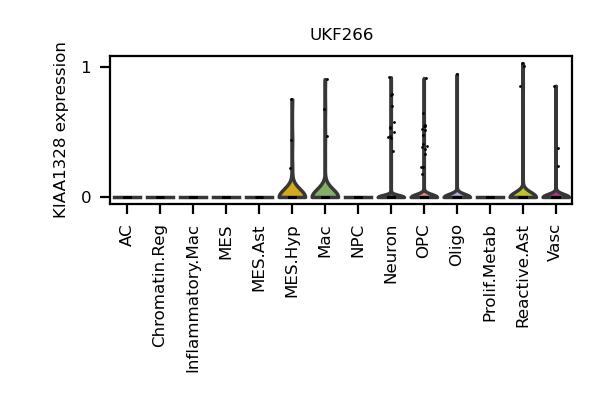 UKF266
KIAA1328 expression
1
0
AC
Chromatin.Reg
Inflammatory.Mac
MES
MES.Ast
MES.Hyp
Mac
NPC
Neuron
OPC
Oligo
Prolif.Metab
Reactive.Ast
Vasc